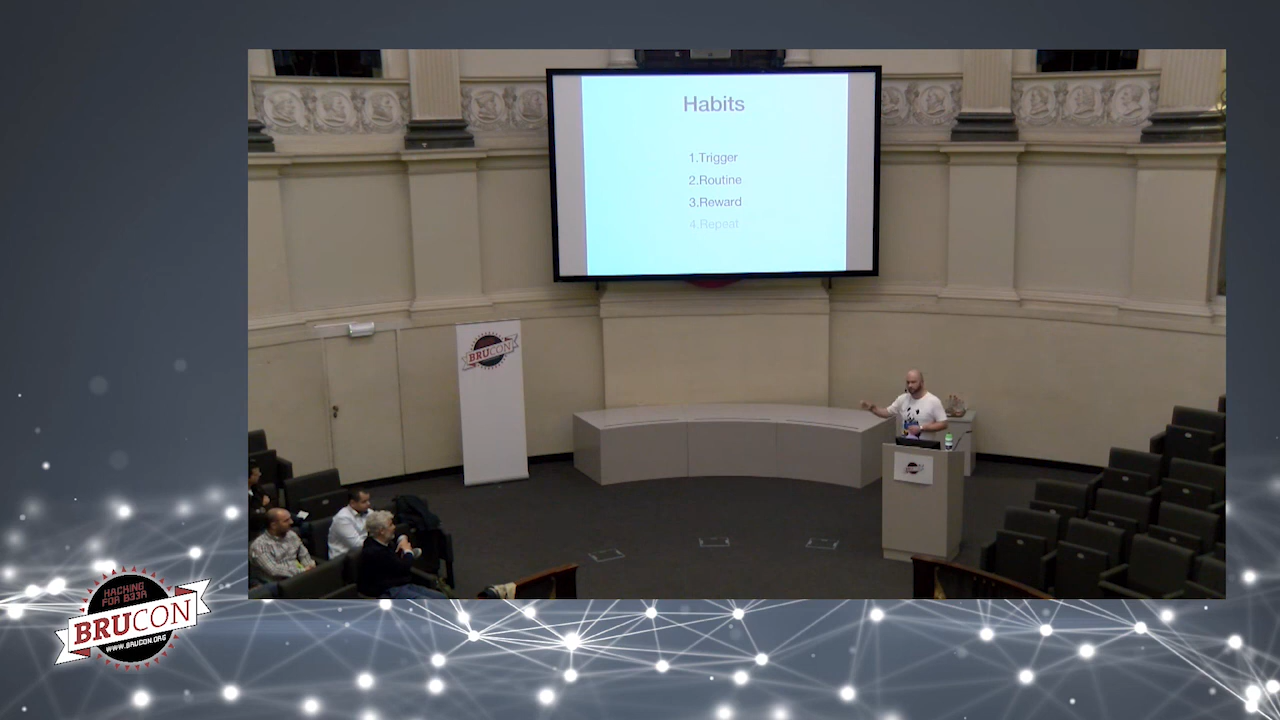 Habits
1.Trigger
2.Routine
3.Reward
4.Repeat
BRUCON
HACKING
FOR B33R
BRUCON
WWW.BRUCON.ORG